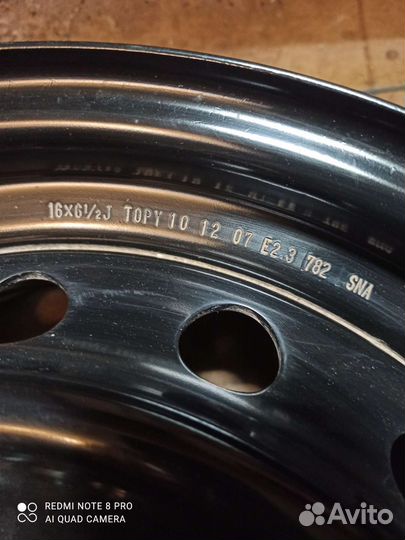 16x6½J TOPY 10 12 07 E2.3 782 SNA
REDMI NOTE 8 PRO
AI QUAD CAMERA
Avito